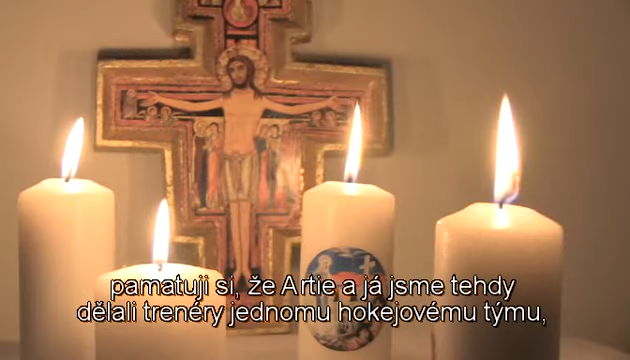 pamatuji si, že Artie a já jsme tehdy
dělali trenéry jednomu hokejovému týmu,